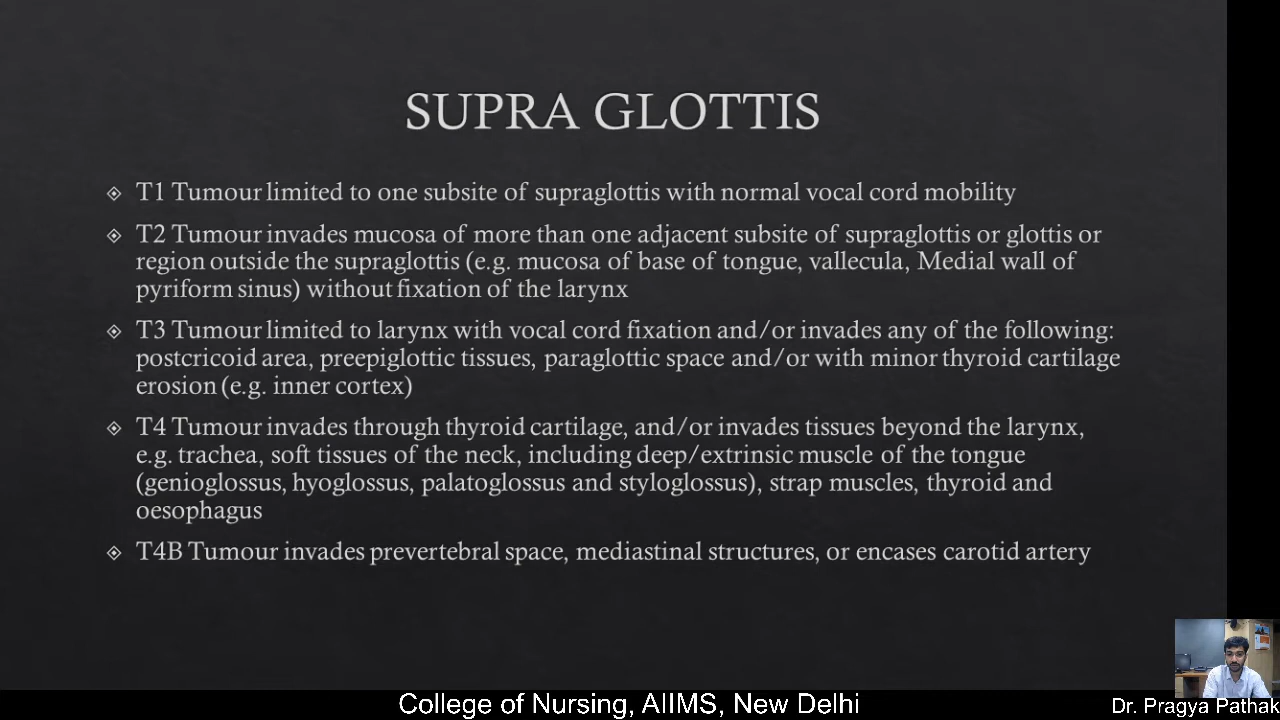 SUPRA GLOTTIS
T1 Tumour limited to one subsite of supraglottis with normal vocal cord mobility
T2 Tumour invades mucosa of more than one adjacent subsite of supraglottis or glottis or
region outside the supraglottis (e.g. mucosa of base of tongue, vallecula, Medial wall of
pyriform sinus) without fixation of the larynx
T3 Tumour limited to larynx with vocal cord fixation and/or invades any of the following:
postcricoid area, preepiglottic tissues, paraglottic space and/or with minor thyroid cartilage
erosion (e.g. inner cortex)
T4 Tumour invades through thyroid cartilage, and/or invades tissues beyond the larynx,
e.g. trachea, soft tissues of the neck, including deep/extrinsic muscle of the tongue
(genioglossus, hyoglossus, palatoglossus and styloglossus), strap muscles, thyroid and
oesophagus
T4B Tumour invades prevertebral space, mediastinal structures, or encases carotid artery
College of Nursing, AIIMS, New Delhi
Dr. Pragya Pathak